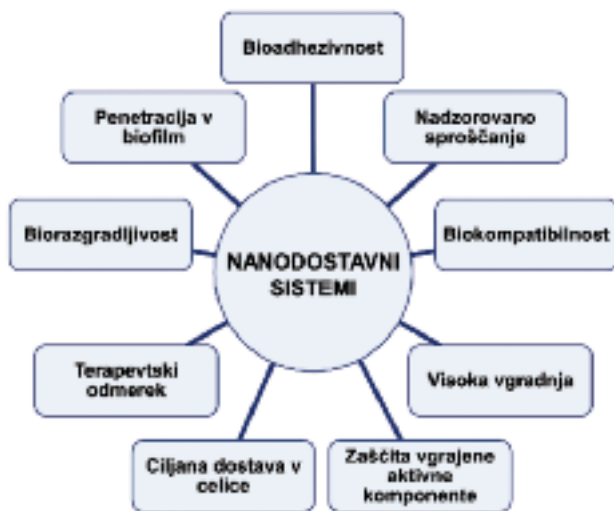 Bioadhezivnost
Penetracija v
biofilm
Nadzorovano
sproščanje
Biorazgradljivost
NANODOSTAVNI
SISTEMI
Biokompatibilnost
Terapevtski
odmerek
Visoka vgradnja
Ciljana dostava v
celice
Zaščita vgrajene
aktivne
komponente